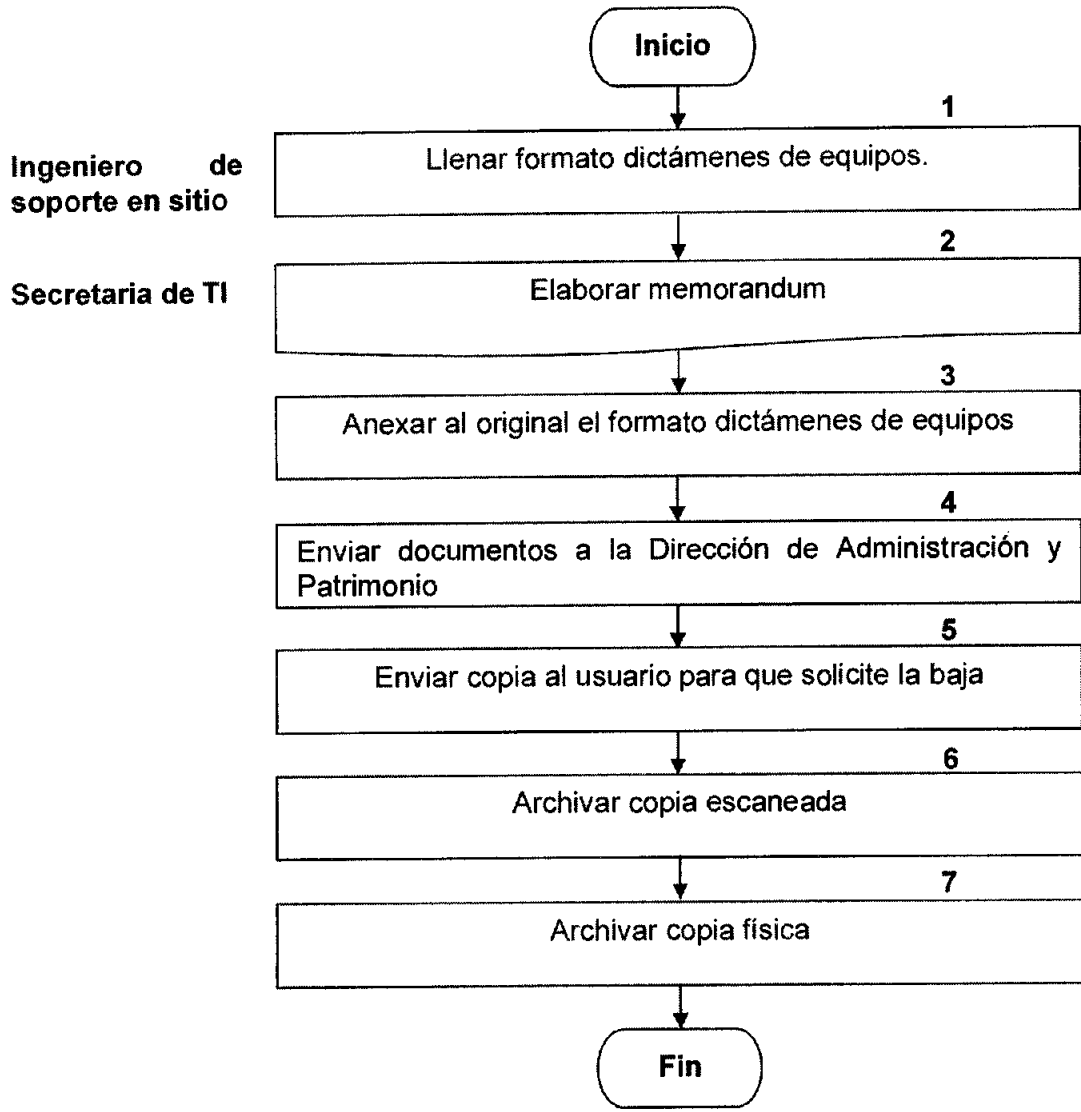 Inicio
1
Ingeniero de
soporte en sitio
Llenar formato dictámenes de equipos.
2
Secretaria de TI
Elaborar memorandum
3
Anexar al original el formato dictámenes de equipos
4
Enviar documentos a la Dirección de Administración y
Patrimonio
5
Enviar copia al usuario para que solicite la baja
6
Archivar copia escaneada
7
Archivar copia física
Fin